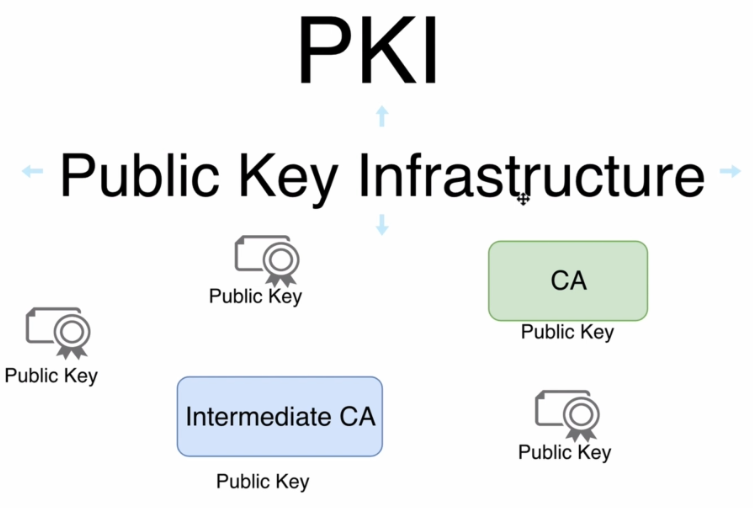 PKI
Public Key Infrastructure
Public Key
CA
Public Key
Public Key
Intermediate CA
Public Key
Public Key